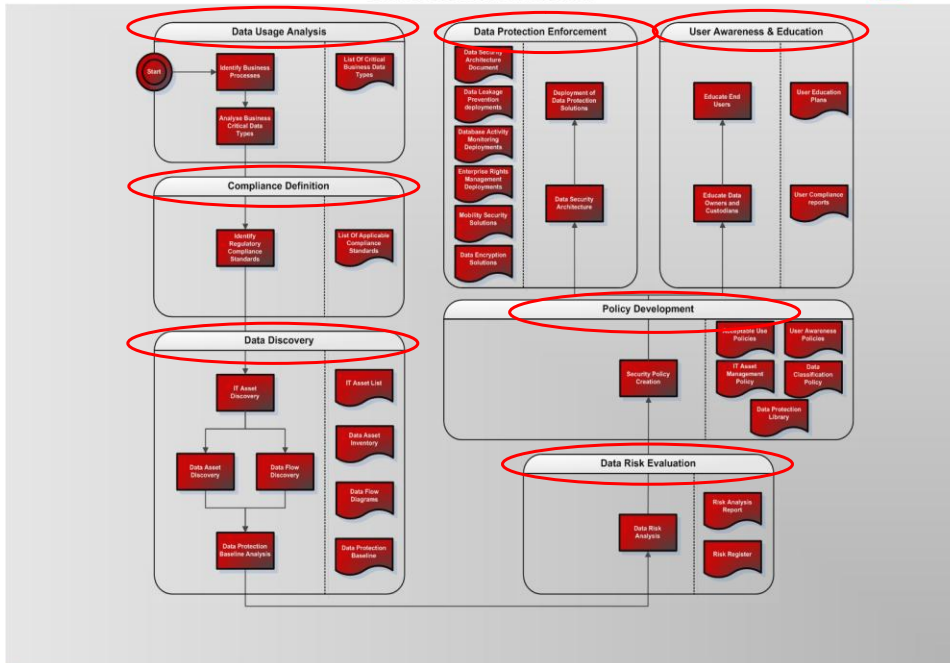 Data Usage Analysis
Start
Identify Business
Processes
Analyse Business
Critical Data
Types
List Of Critical
Business Data
Types
Compliance Definition
Identify
Regulatory
Compliance
Standards
List Of Applicable
Compliance
Standards
Data Discovery
IT Asset
Discovery
Data Asset
Discovery
Data Flow
Discovery
Data Protection
Baseline Analysis
IT Asset List
Data Asset
Inventory
Data Flow
Diagrams
Data Protection
Baseline
Data Risk Evaluation
Data Risk
Analysis
Risk Analysis
Report
Risk Register
Policy Development
Security Policy
Creation
Acceptable Use
Policies
User Awareness
Policies
IT Asset
Management
Policy
Data
Classification
Policy
Data Protection
Library
Data Protection Enforcement
Data Security
Architecture
Document
Data Leakage
Prevention
deployments
Database Activity
Monitoring
Deployments
Enterprise Rights
Management
Deployments
Mobility Security
Solutions
Data Encryption
Solutions
Deployment of
Data Protection
Solutions
Data Security
Architecture
User Awareness & Education
Educate End
Users
Educate Data
Owners and
Custodians
User Education
Plans
User Compliance
reports